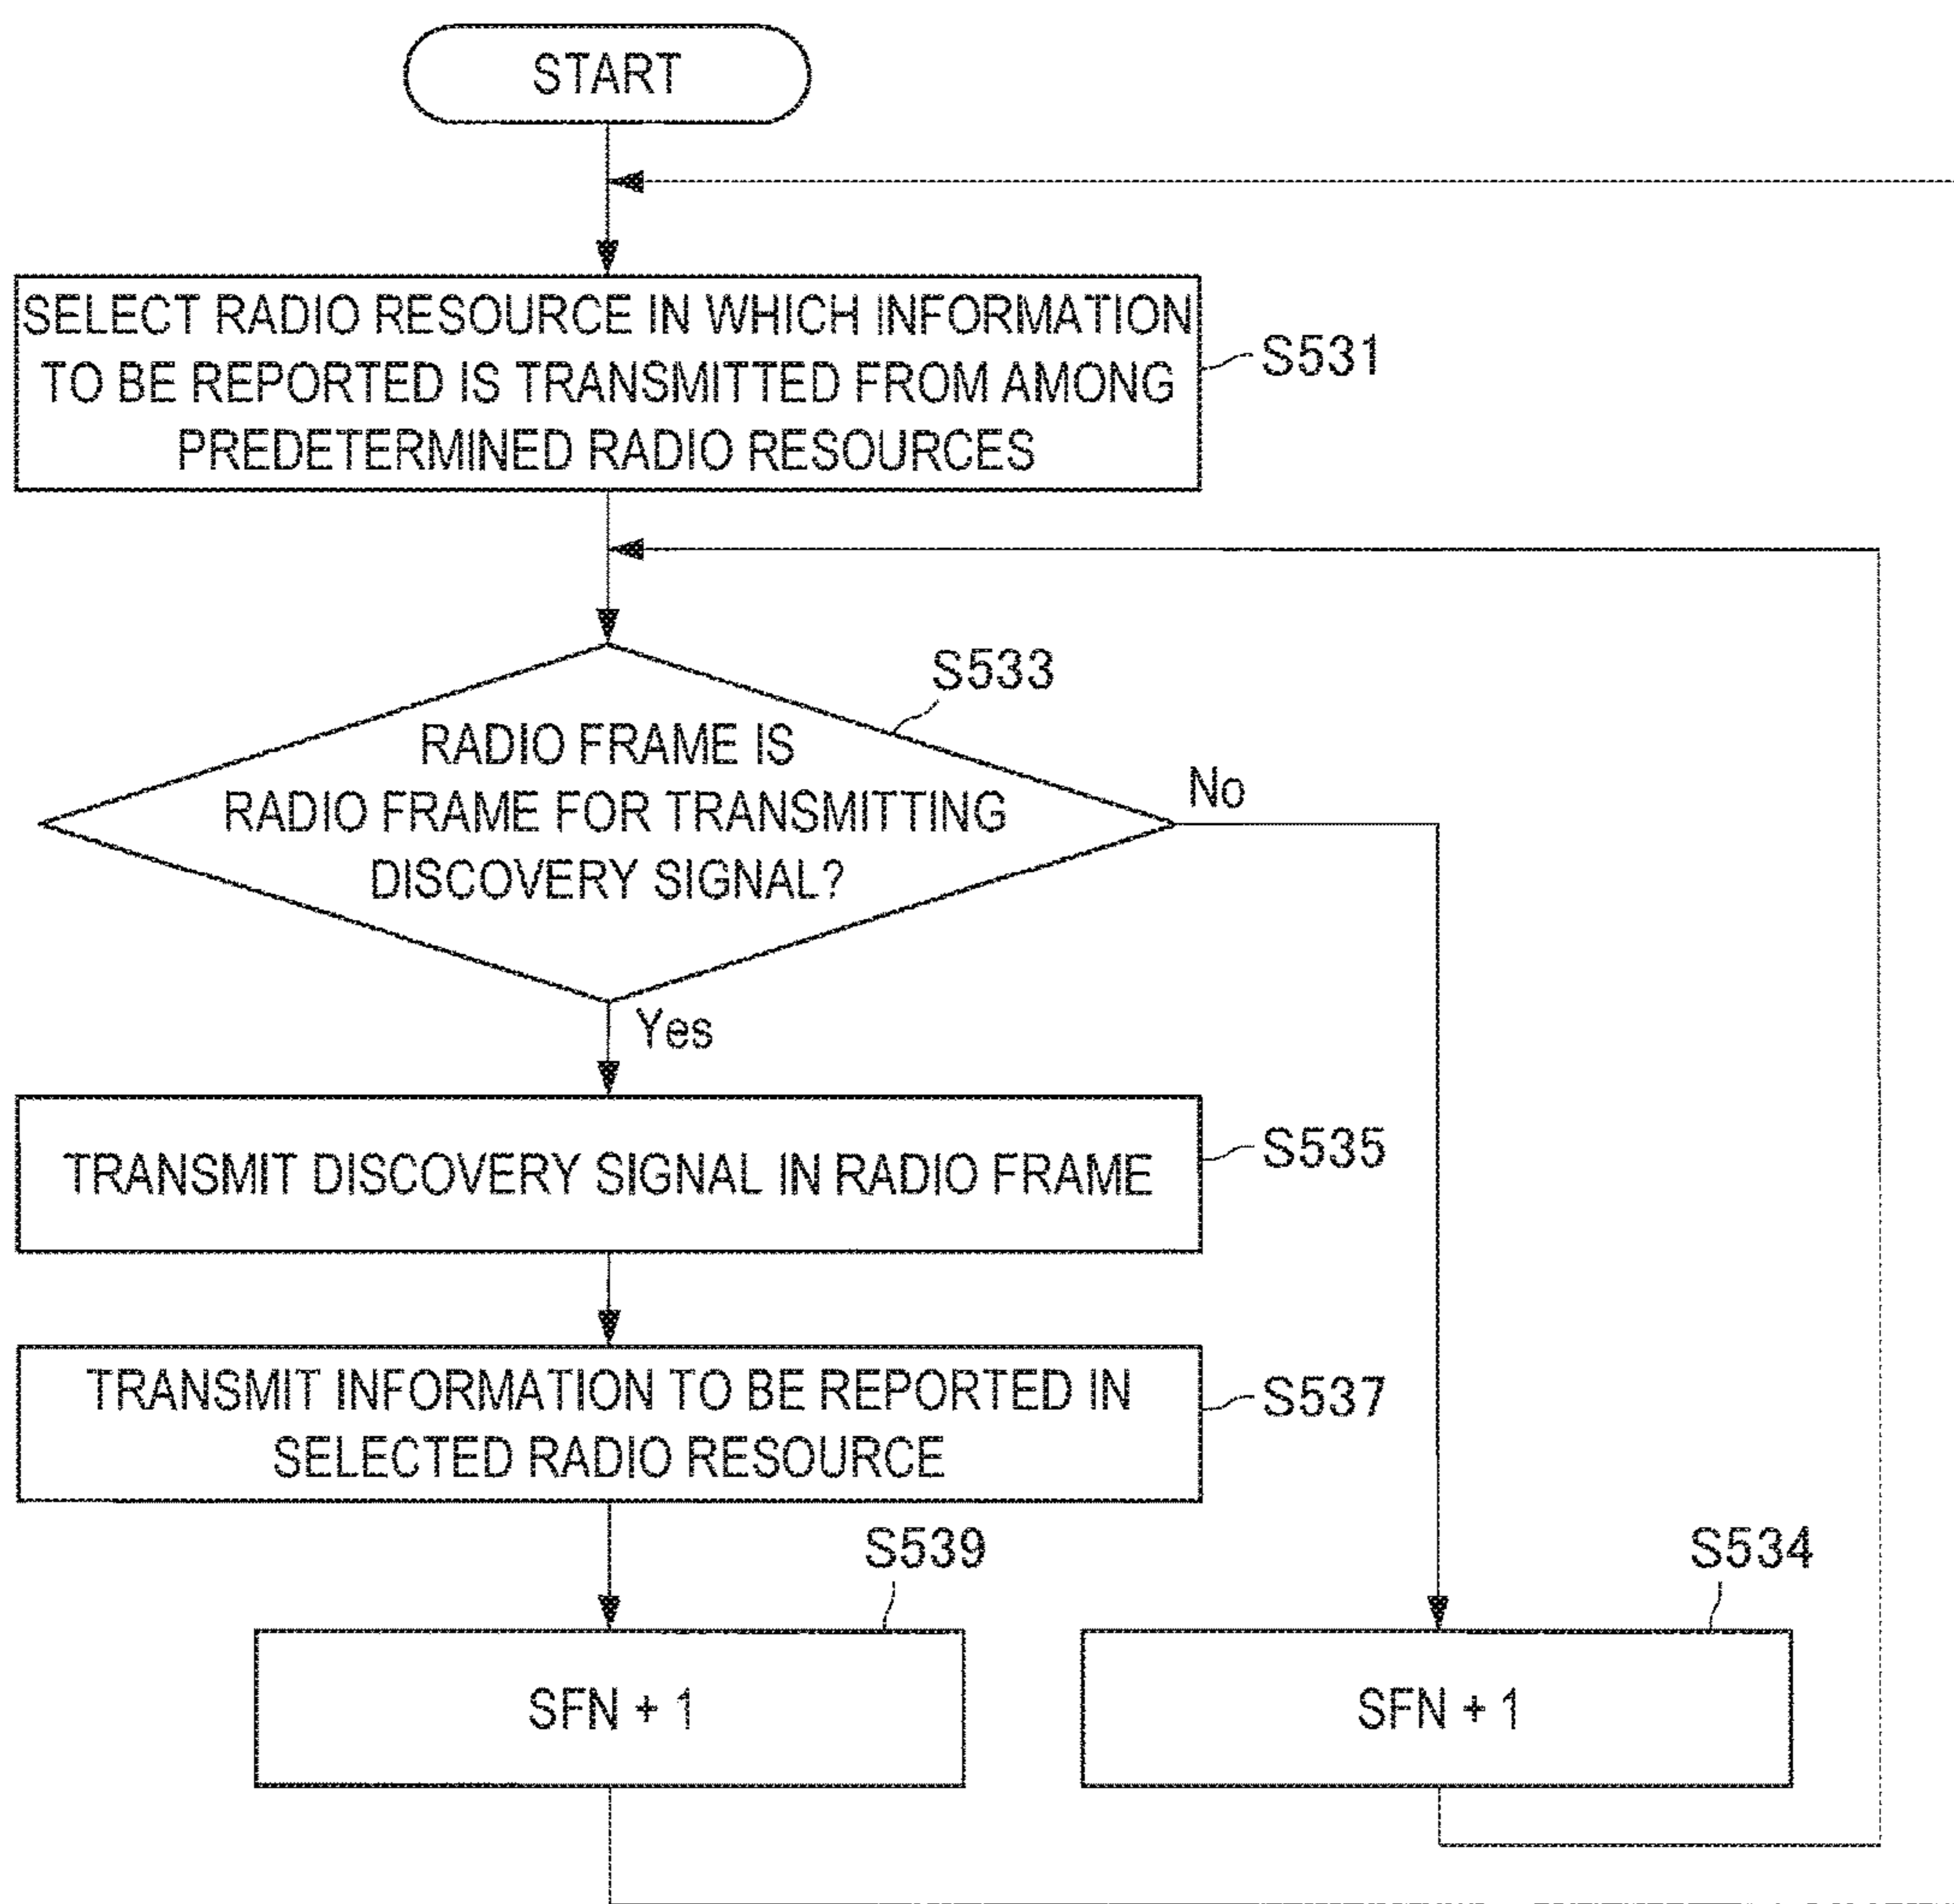 START
SELECT RADIO RESOURCE IN WHICH INFORMATION
TO BE REPORTED IS TRANSMITTED FROM AMONG
PREDETERMINED RADIO RESOURCES
S531
S533
RADIO FRAME IS
RADIO FRAME FOR TRANSMITTING
DISCOVERY SIGNAL?
No
Yes
TRANSMIT DISCOVERY SIGNAL IN RADIO FRAME
S535
TRANSMIT INFORMATION TO BE REPORTED IN
SELECTED RADIO RESOURCE
S537
S539
SFN + 1
S534
SFN + 1